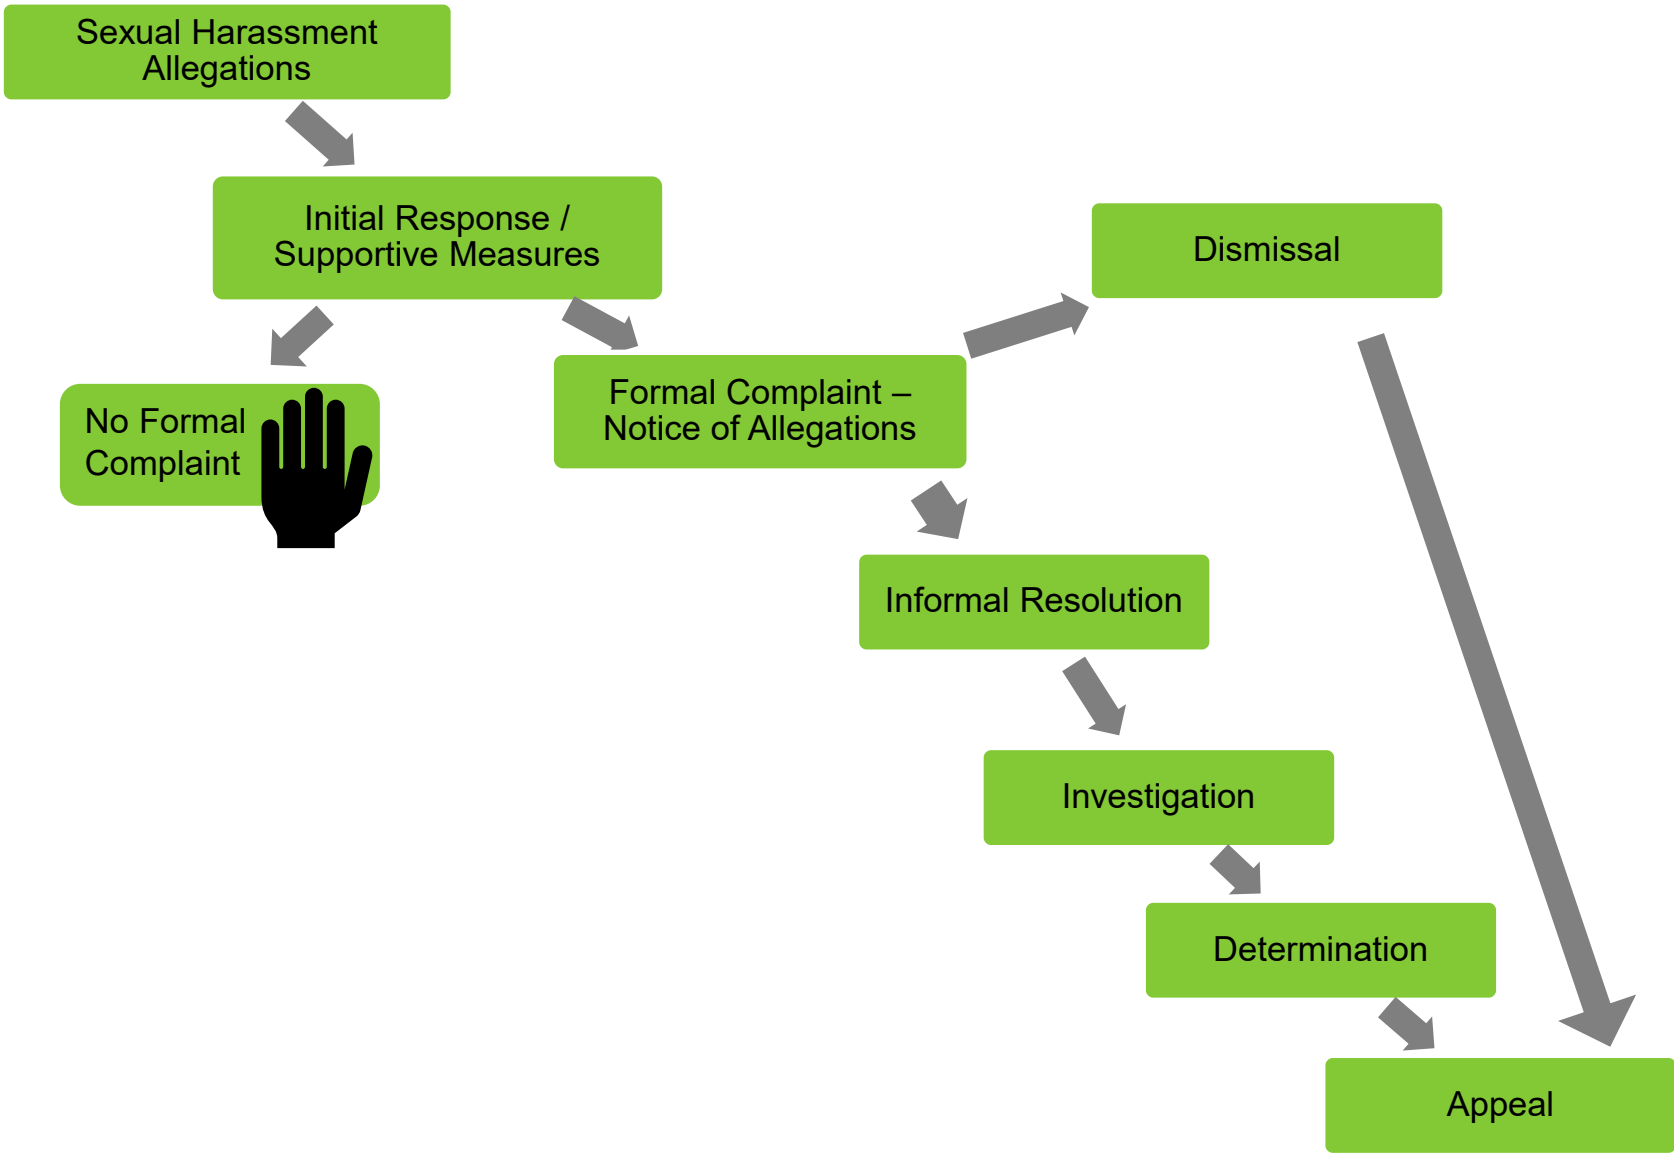 Sexual Harassment
Allegations
Initial Response /
Supportive Measures
Dismissal
No Formal
Complaint
Formal Complaint –
Notice of Allegations
Informal Resolution
Investigation
Determination
Appeal